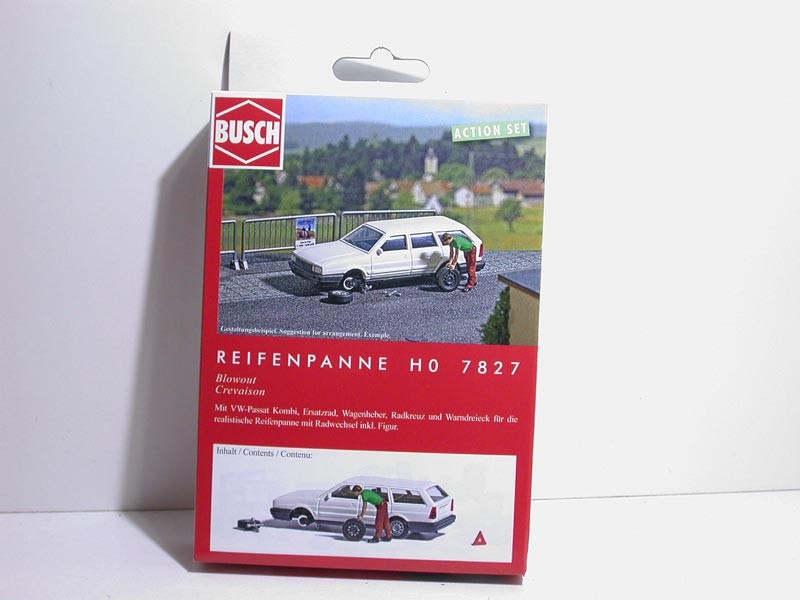 BUSCH
ACTION SET
Gestaltungsbeispiel. Suggestion for arrangement. Exemple.
REIFENPANNE H0 7827
Blowout
Crevaison
Mit VW-Passat Kombi, Ersatzrad, Wagenheber, Radkreuz und Warndreieck für die
realistische Reifenpanne mit Radwechsel inkl. Figur.
Inhalt / Contents / Contenu: